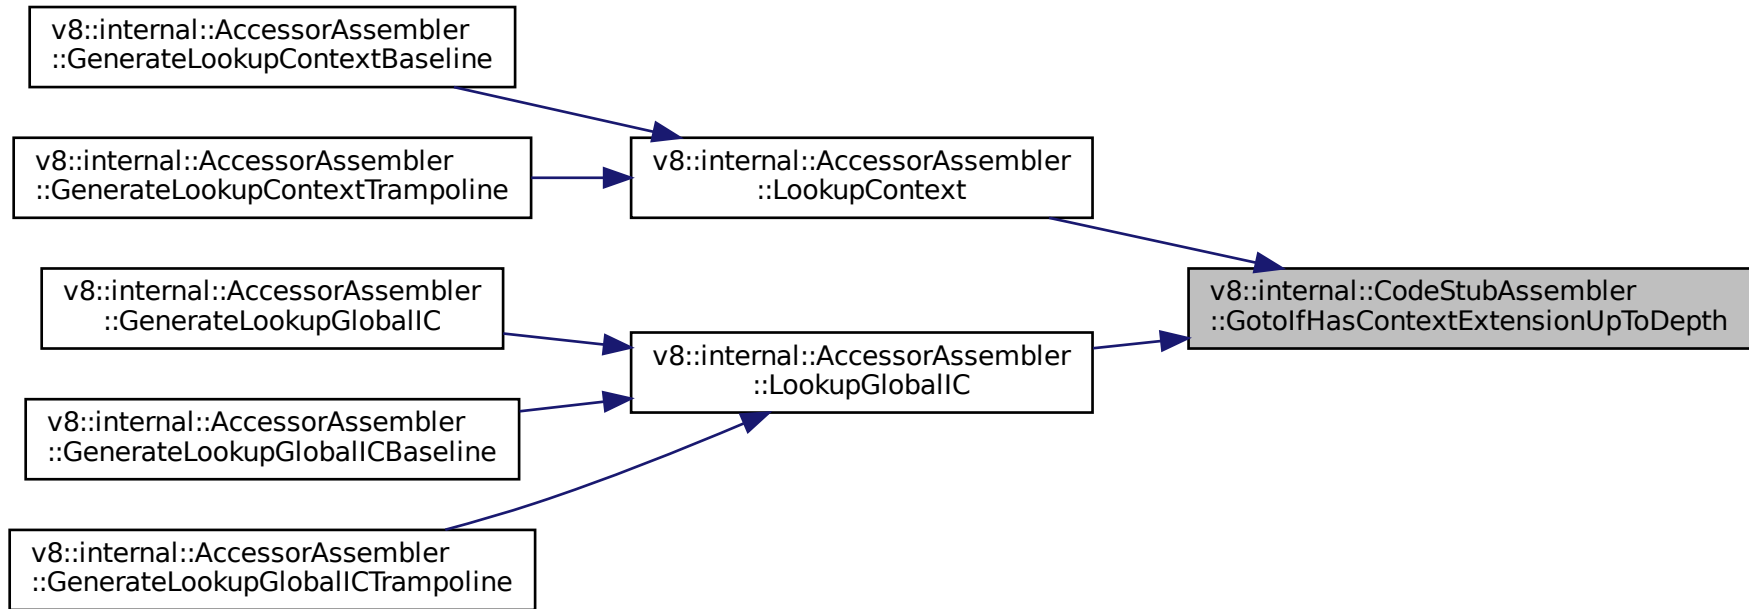 v8::internal::AccessorAssembler
::GenerateLookupContextBaseline
v8::internal::AccessorAssembler
::GenerateLookupContextTrampoline
v8::internal::AccessorAssembler
::LookupContext
v8::internal::AccessorAssembler
::GenerateLookupGlobalIC
v8::internal::CodeStubAssembler
::GotoIfHasContextExtensionUpToDepth
v8::internal::AccessorAssembler
::LookupGlobalIC
v8::internal::AccessorAssembler
::GenerateLookupGlobalICBaseline
v8::internal::AccessorAssembler
::GenerateLookupGlobalICTrampoline